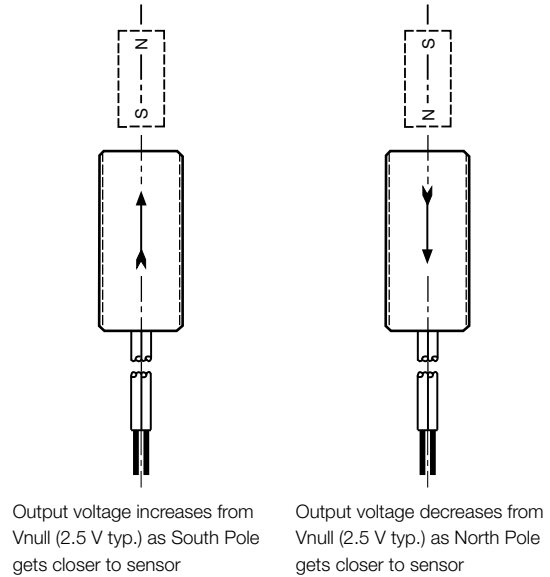 N
S
S
N
Output voltage increases from
Vnull (2.5 V typ.) as South Pole
gets closer to sensor
Output voltage decreases from
Vnull (2.5 V typ.) as North Pole
gets closer to sensor